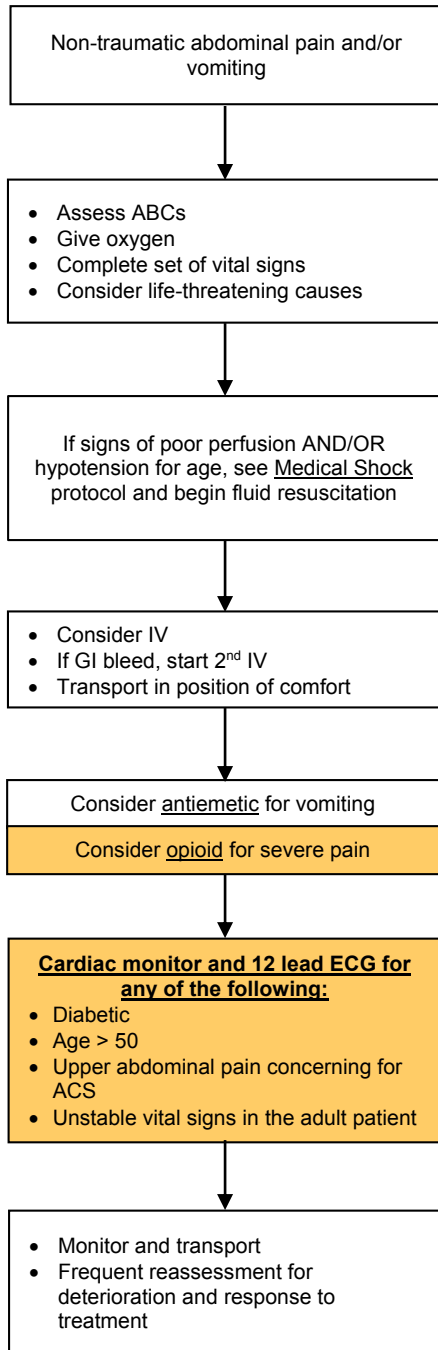 Non-traumatic abdominal pain and/or
vomiting
• Assess ABCs
• Give oxygen
• Complete set of vital signs
• Consider life-threatening causes
If signs of poor perfusion AND/OR
hypotension for age, see Medical Shock
protocol and begin fluid resuscitation
• Consider IV
• If GI bleed, start 2nd IV
• Transport in position of comfort
Consider antiemetic for vomiting
Consider opioid for severe pain
Cardiac monitor and 12 lead ECG for
any of the following:
• Diabetic
• Age > 50
• Upper abdominal pain concerning for
ACS
• Unstable vital signs in the adult patient
• Monitor and transport
• Frequent reassessment for
deterioration and response to
treatment